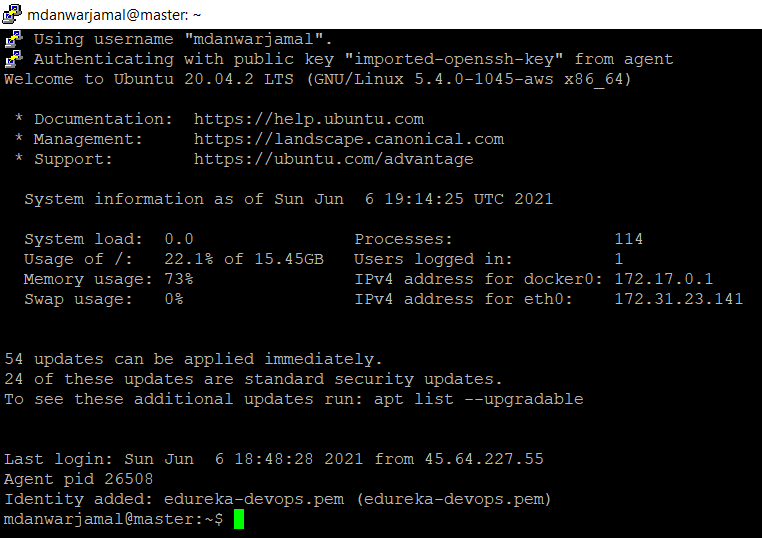 mdanwarjamal@master: ~
Using username "mdanwarjamal".
Authenticating with public key "imported-openssh-key" from agent
Welcome to Ubuntu 20.04.2 LTS (GNU/Linux 5.4.0-1045-aws x86_64)
* Documentation:  https://help.ubuntu.com
* Management:     https://landscape.canonical.com
* Support:        https://ubuntu.com/advantage
System information as of Sun Jun  6 19:14:25 UTC 2021
System load:  0.0                Processes:                114
Usage of /:   22.1% of 15.45GB   Users logged in:          1
Memory usage: 73%                IPv4 address for docker0: 172.17.0.1
Swap usage:   0%                 IPv4 address for eth0:    172.31.23.141
54 updates can be applied immediately.
24 of these updates are standard security updates.
To see these additional updates run: apt list --upgradable
Last login: Sun Jun  6 18:48:28 2021 from 45.64.227.55
Agent pid 26508
Identity added: edureka-devops.pem (edureka-devops.pem)
mdanwarjamal@master:~$